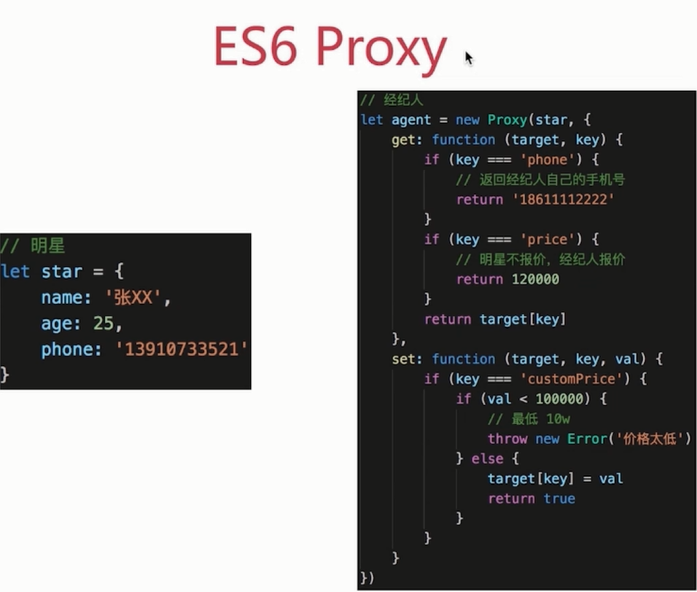 ES6 Proxy
// 明星
let star = {
    name: '张XX',
    age: 25,
    phone: '13910733521'
}
// 经纪人
let agent = new Proxy(star, {
    get: function (target, key) {
        if (key === 'phone') {
            // 返回经纪人自己的手机号
            return '18611112222'
        }
        if (key === 'price') {
            // 明星不报价，经纪人报价
            return 120000
        }
        return target[key]
    },
    set: function (target, key, val) {
        if (key === 'customPrice') {
            if (val < 100000) {
                // 最低 10w
                throw new Error('价格太低')
            } else {
                target[key] = val
                return true
            }
        }
    }
})